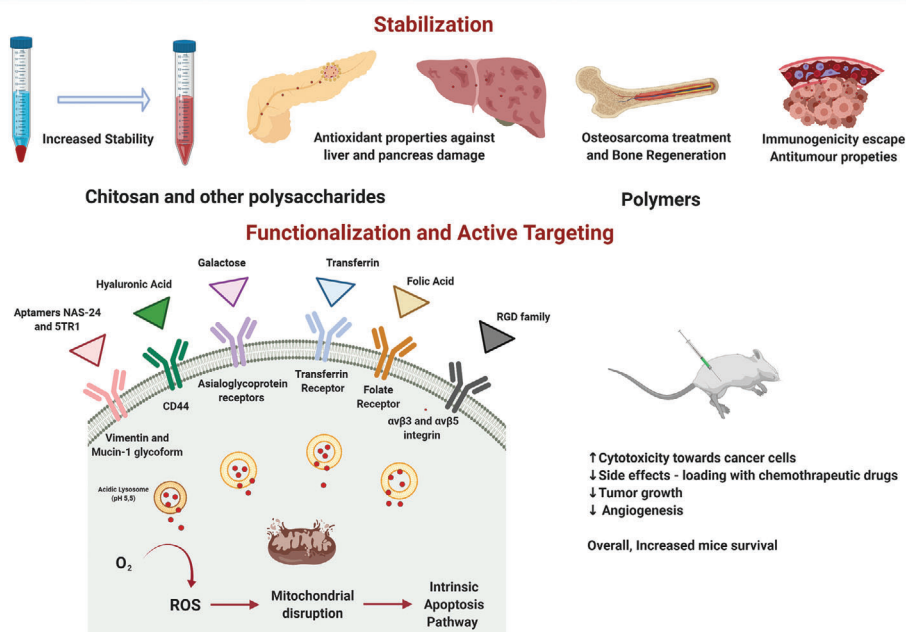 Stabilization
Increased Stability
Antioxidant properties against
liver and pancreas damage
Osteosarcoma treatment
and Bone Regeneration
Immunogenicity escape
Antitumour propeties
Chitosan and other polysaccharides
Polymers
Functionalization and Active Targeting
Aptamers NAS-24
and 5TR1
Hyaluronic Acid
Galactose
Transferrin
Folic Acid
RGD family
Vimentin and
Mucin-1 glycoform
CD44
Asialoglycoprotein
receptors
Transferrin
Receptor
Folate
Receptor
αvβ3 and αvβ5
integrin
Acidic Lysosome
(pH 5,5)
O₂
ROS
Mitochondrial
disruption
Intrinsic
Apoptosis
Pathway
↑Cytotoxicity towards cancer cells
↓Side effects - loading with chemothrapeutic drugs
↓Tumor growth
↓ Angiogenesis
Overall, Increased mice survival